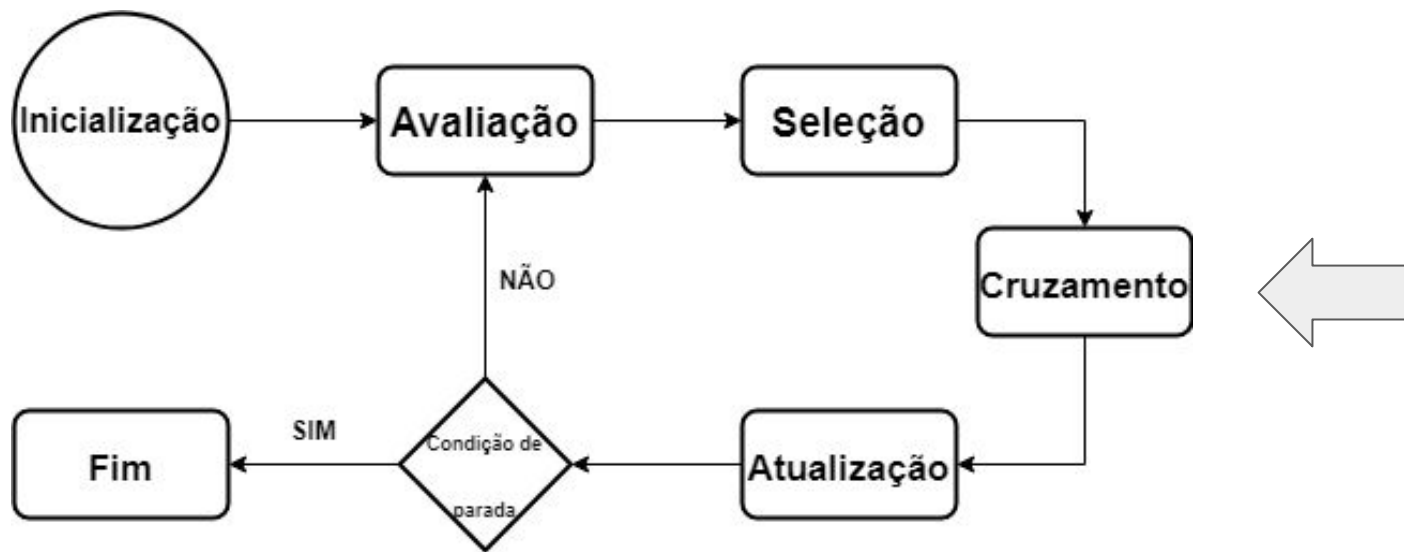 Inicialização
Avaliação
Seleção
Cruzamento
NÃO
SIM
Condição de
parada
Fim
Atualização